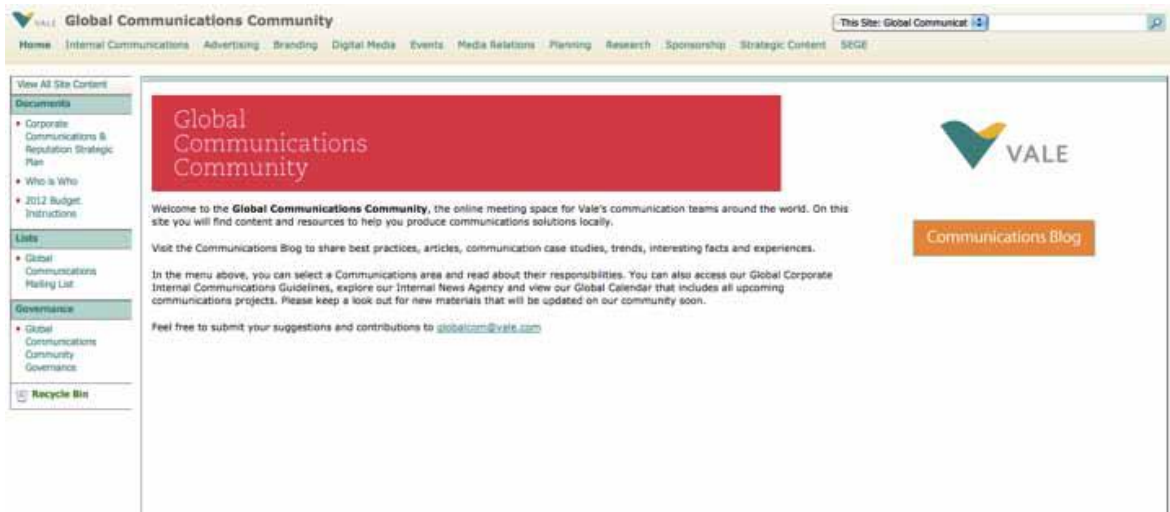 VALE Global Communications Community
This Site: Global Communicat
Home Internal Communications Advertising Branding Digital Media Events Media Relations Planning Research Sponsorship Strategic Content SEGE
View All Site Content
Documents
Corporate
Communications &
Reputation Strategic
Plan
Who is Who
2012 Budget
Instructions
Lists
Global
Communications
Mailing List
Governance
Global
Communications
Community
Governance
Recycle Bin
Global
Communications
Community
Welcome to the Global Communications Community, the online meeting space for Vale's communication teams around the world. On this
site you will find content and resources to help you produce communications solutions locally.
Visit the Communications Blog to share best practices, articles, communication case studies, trends, interesting facts and experiences.
In the menu above, you can select a Communications area and read about their responsibilities. You can also access our Global Corporate
Internal Communications Guidelines, explore our Internal News Agency and view our Global Calendar that includes all upcoming
communications projects. Please keep a look out for new materials that will be updated on our community soon.
Feel free to submit your suggestions and contributions to globalcom@vale.com
VALE
Communications Blog